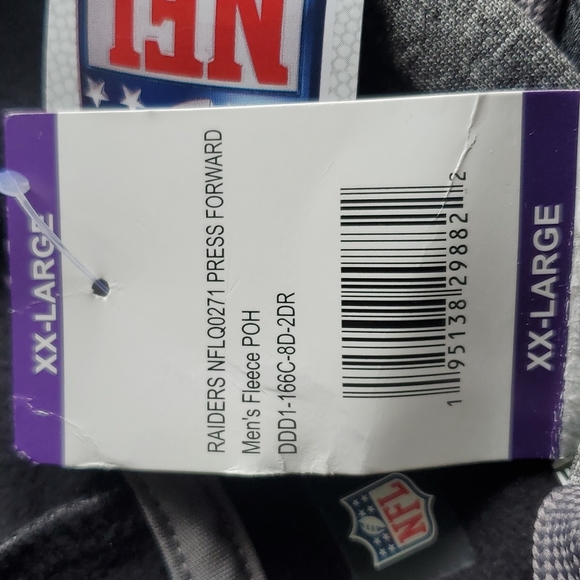 NFL
XX-LARGE
RAIDERS NFLQ0271 PRESS FORWARD
Men's Fleece POH
DDD1-166C-8D-2DR
1 95138 29882 2
XX-LARGE
NFL